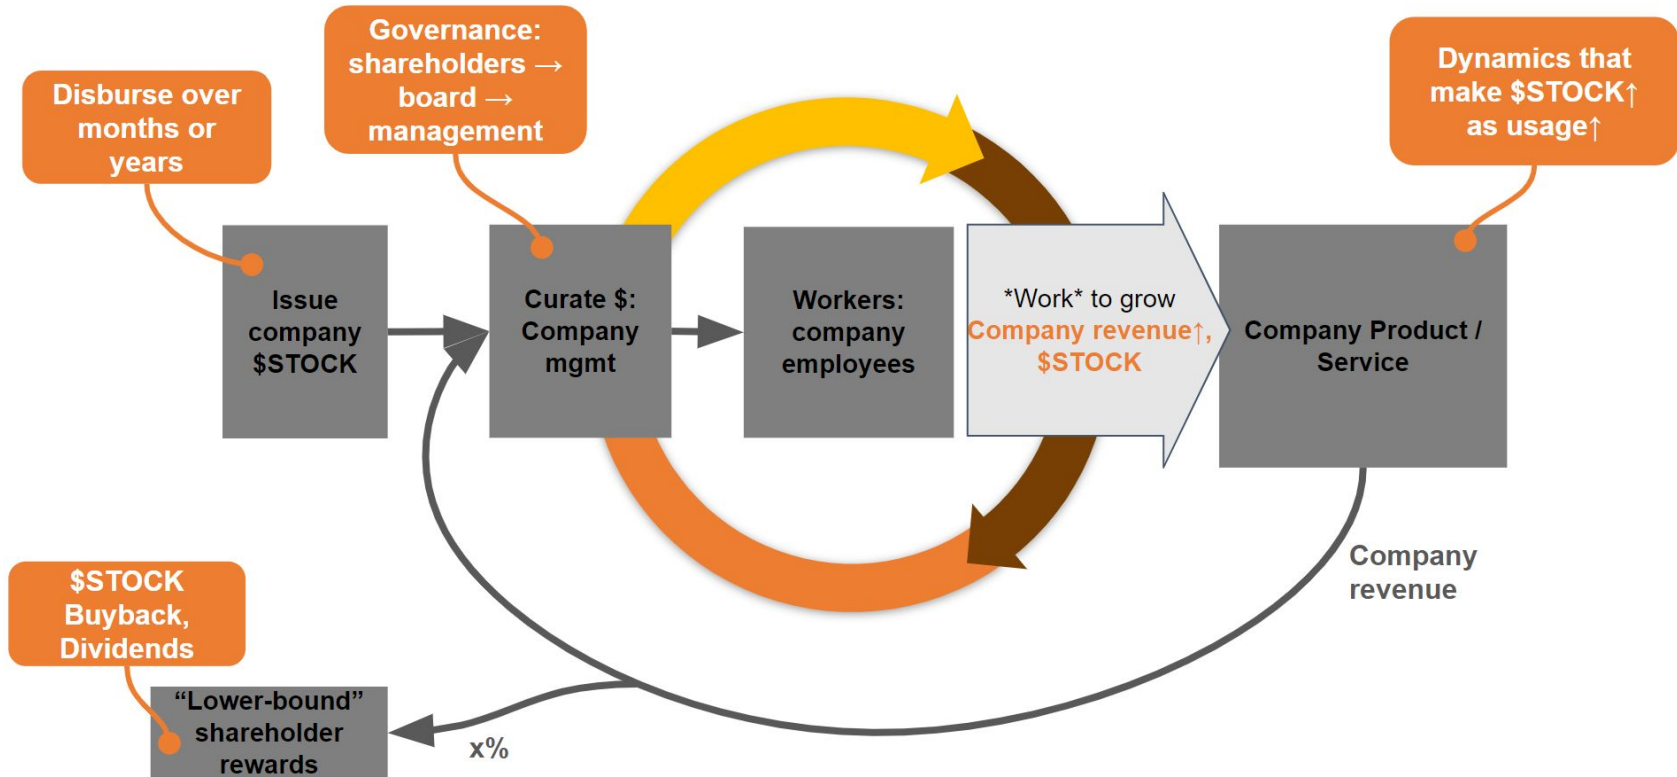 Disburse over
months or
years
Governance:
shareholders →
board →
management
Dynamics that
make $STOCK↑
as usage↑
Issue
company
$STOCK
Curate $:
Company
mgmt
Workers:
company
employees
*Work* to grow
Company revenue↑,
$STOCK
Company Product /
Service
Company
revenue
$STOCK
Buyback,
Dividends
“Lower-bound”
shareholder
rewards
x%